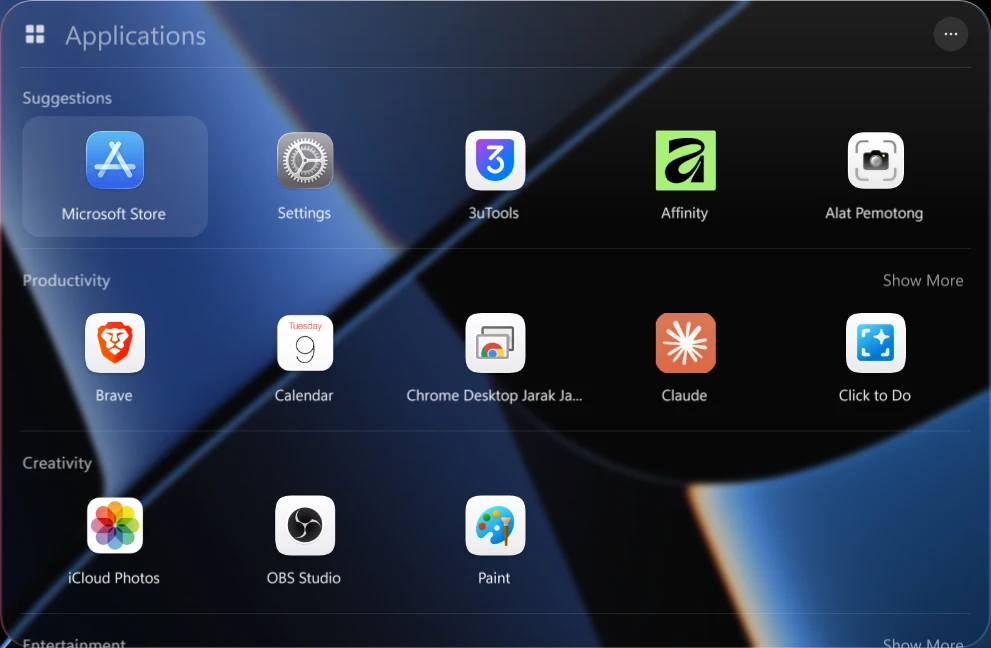 Applications
Suggestions
Microsoft Store
Settings
3
3uTools
Affinity
Alat Pemotong
Productivity
Show More
Brave
Tuesday
9
Calendar
Chrome Desktop Jarak Ja...
Claude
Click to Do
Creativity
iCloud Photos
OBS Studio
Paint
Entertainment
Show More